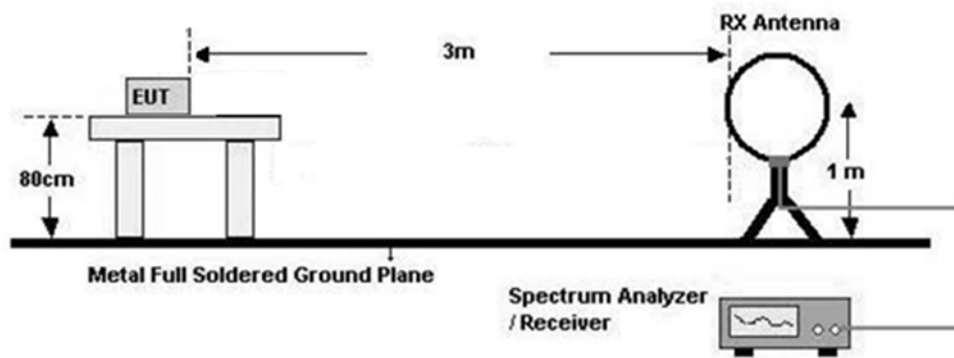 RX Antenna
3m
EUT
80cm
1 m
Metal Full Soldered Ground Plane
Spectrum Analyzer
/ Receiver